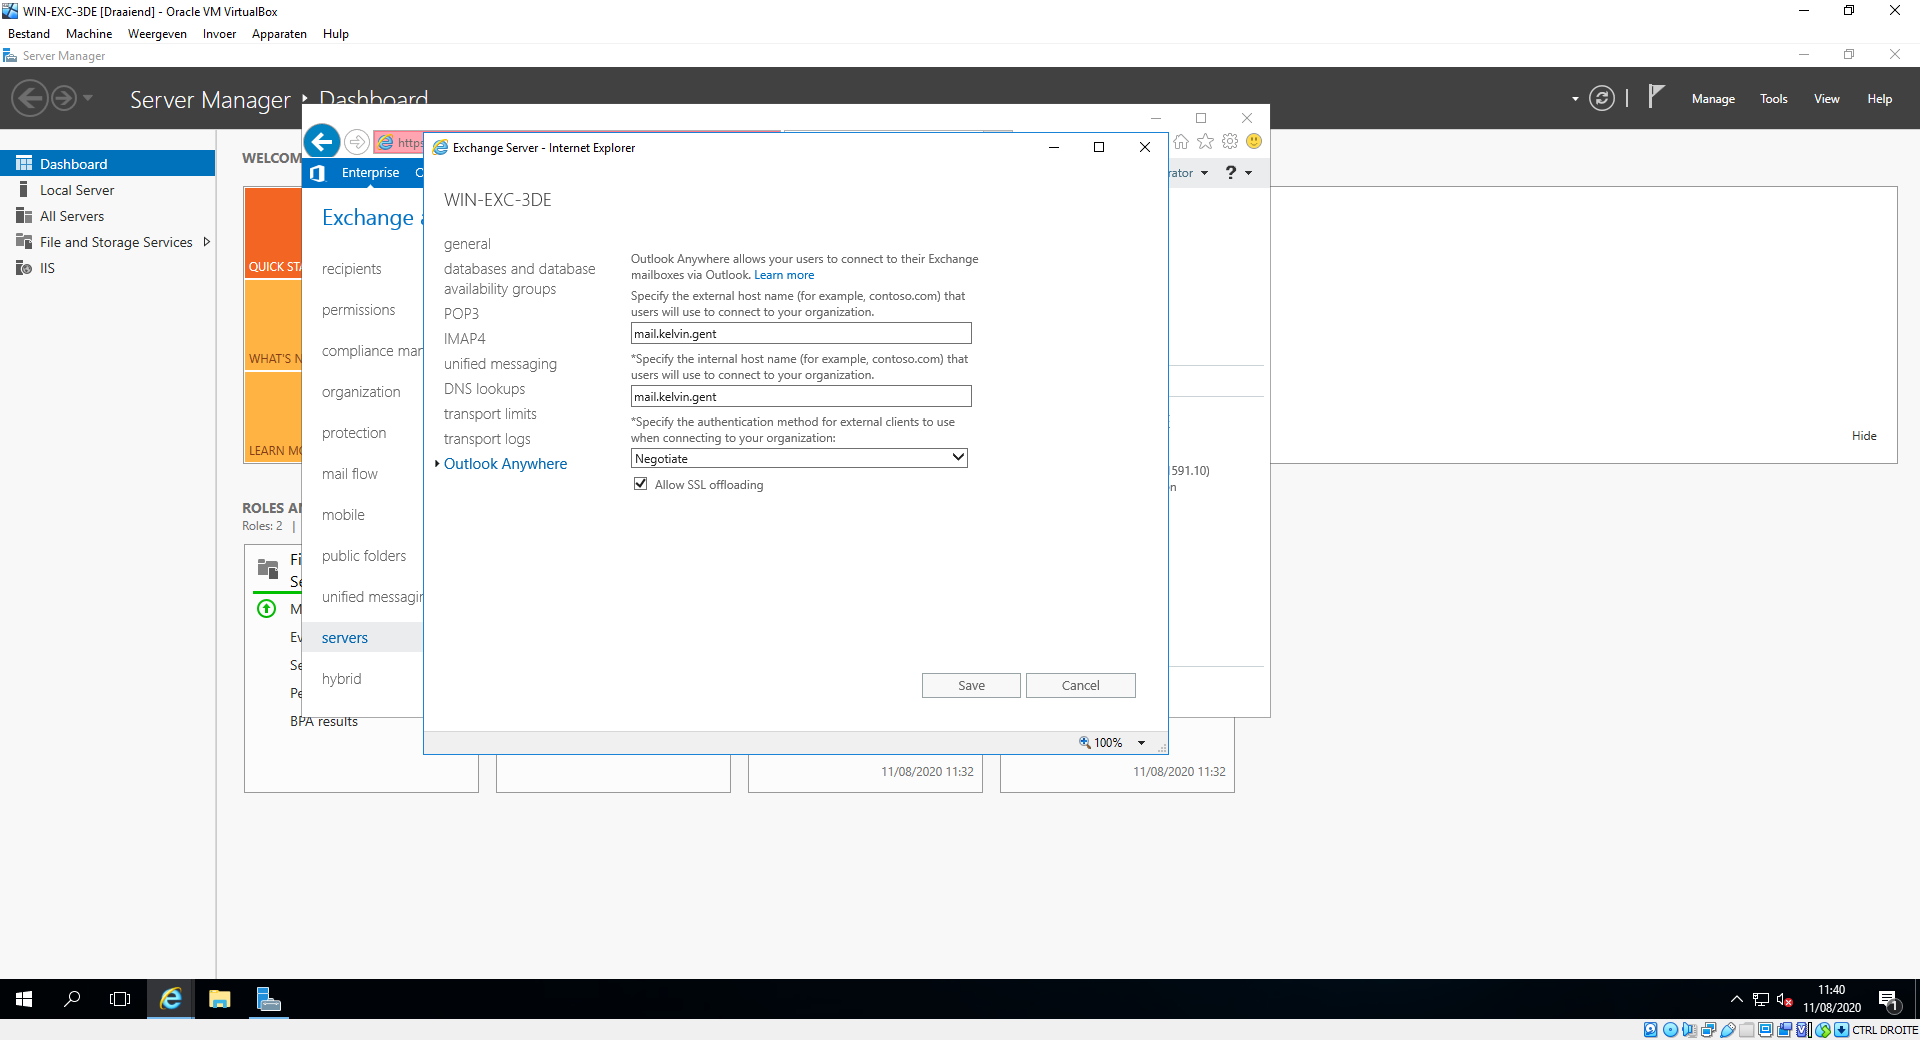 WIN-EXC-3DE [Draaiend] - Oracle VM VirtualBox
Bestand Machine Weergeven Invoer Apparaten Hulp
Server Manager
Server Manager Dashboard
Manage Tools View Help
Dashboard
Local Server
All Servers
File and Storage Services
IIS
WELCOM
QUICK STA
WHAT'S N
LEARN MO
Hide
ROLES AN
Roles: 2 |
Fi
Se
M
Ev
Se
Pe
BPA results
11/08/2020 11:32
11/08/2020 11:32
https
Enterprise O
rator ?
Exchange a
recipients
permissions
compliance man
organization
protection
mail flow
mobile
public folders
unified messagin
servers
hybrid
591.10)
n
Exchange Server - Internet Explorer
WIN-EXC-3DE
general
databases and database
availability groups
POP3
IMAP4
unified messaging
DNS lookups
transport limits
transport logs
Outlook Anywhere
Outlook Anywhere allows your users to connect to their Exchange
mailboxes via Outlook. Learn more
Specify the external host name (for example, contoso.com) that
users will use to connect to your organization.
mail.kelvin.gent
*Specify the internal host name (for example, contoso.com) that
users will use to connect to your organization.
mail.kelvin.gent
*Specify the authentication method for external clients to use
when connecting to your organization:
Negotiate
Allow SSL offloading
Save Cancel
100%
11:40
11/08/2020
1
CTRL DROITE